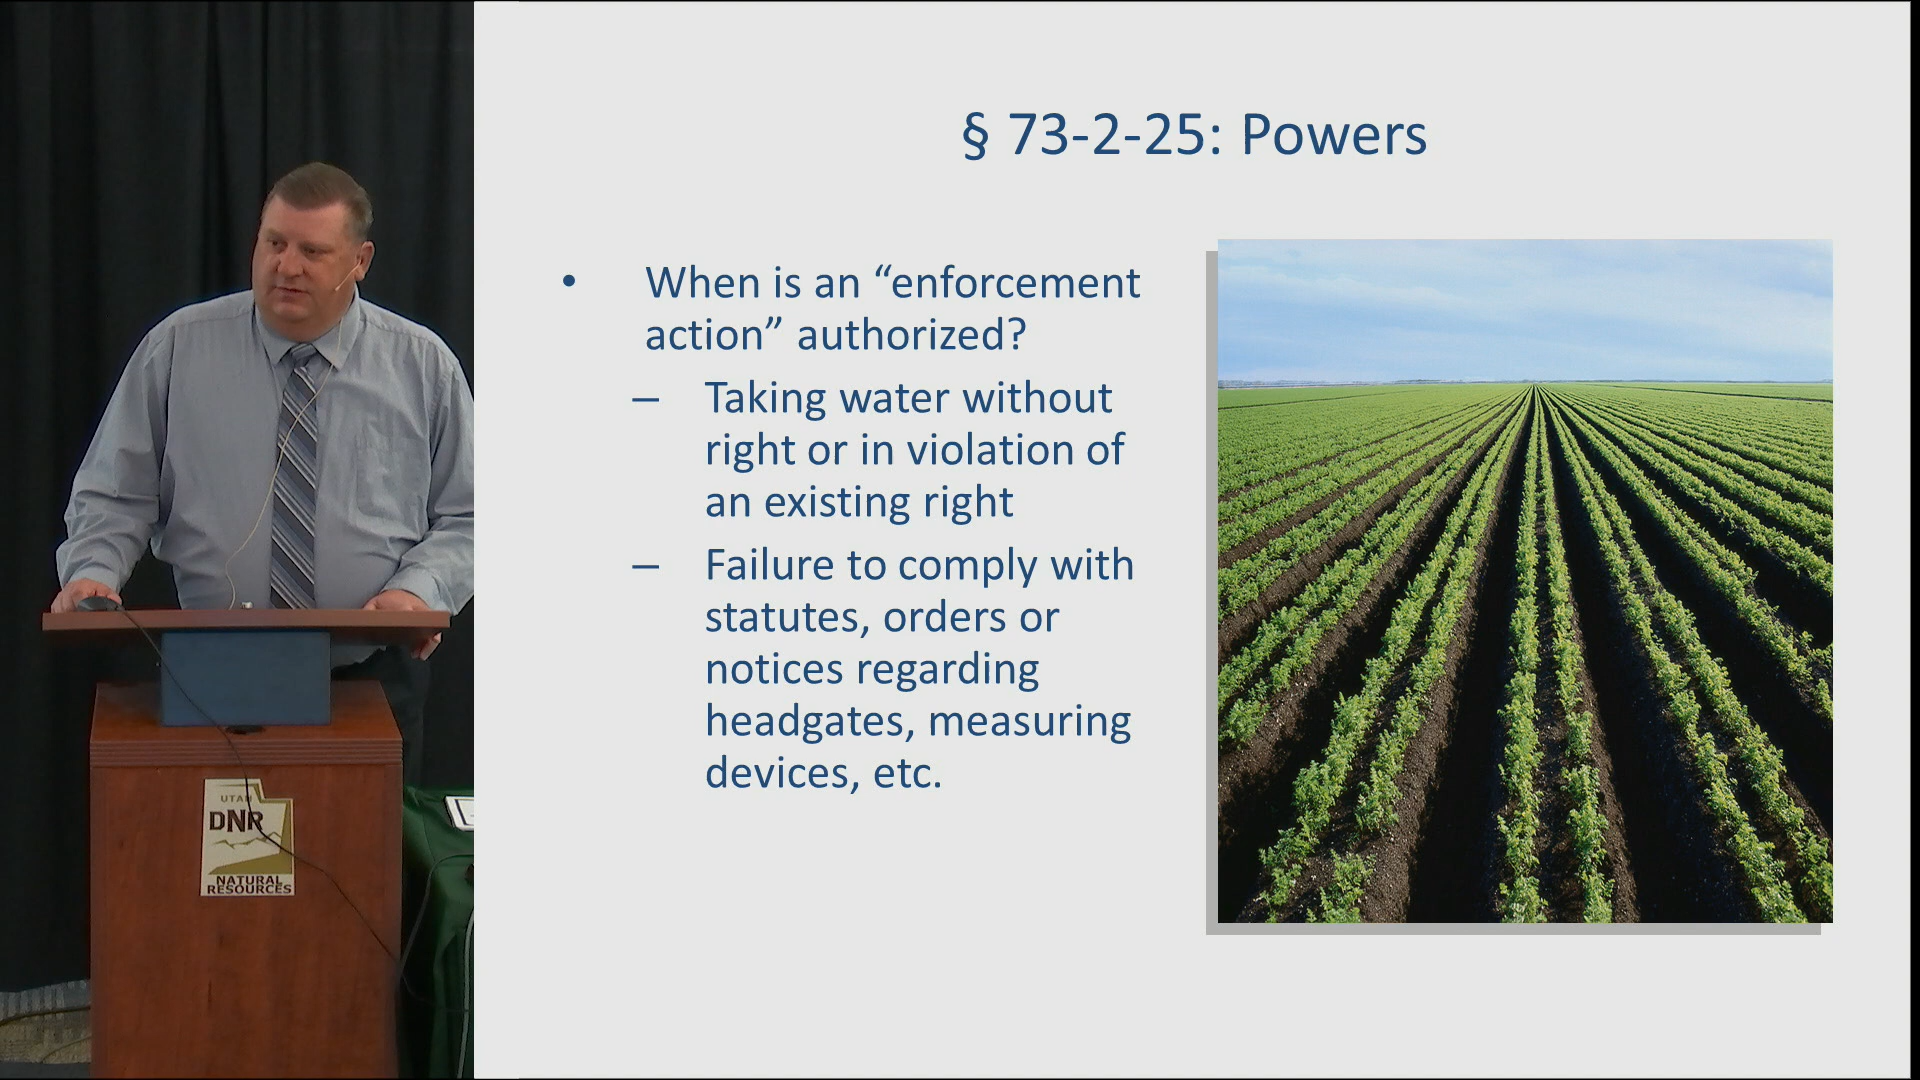 § 73-2-25: Powers
• When is an “enforcement
action” authorized?
– Taking water without
right or in violation of
an existing right
– Failure to comply with
statutes, orders or
notices regarding
headgates, measuring
devices, etc.
UTAH
DNR
NATURAL
RESOURCES